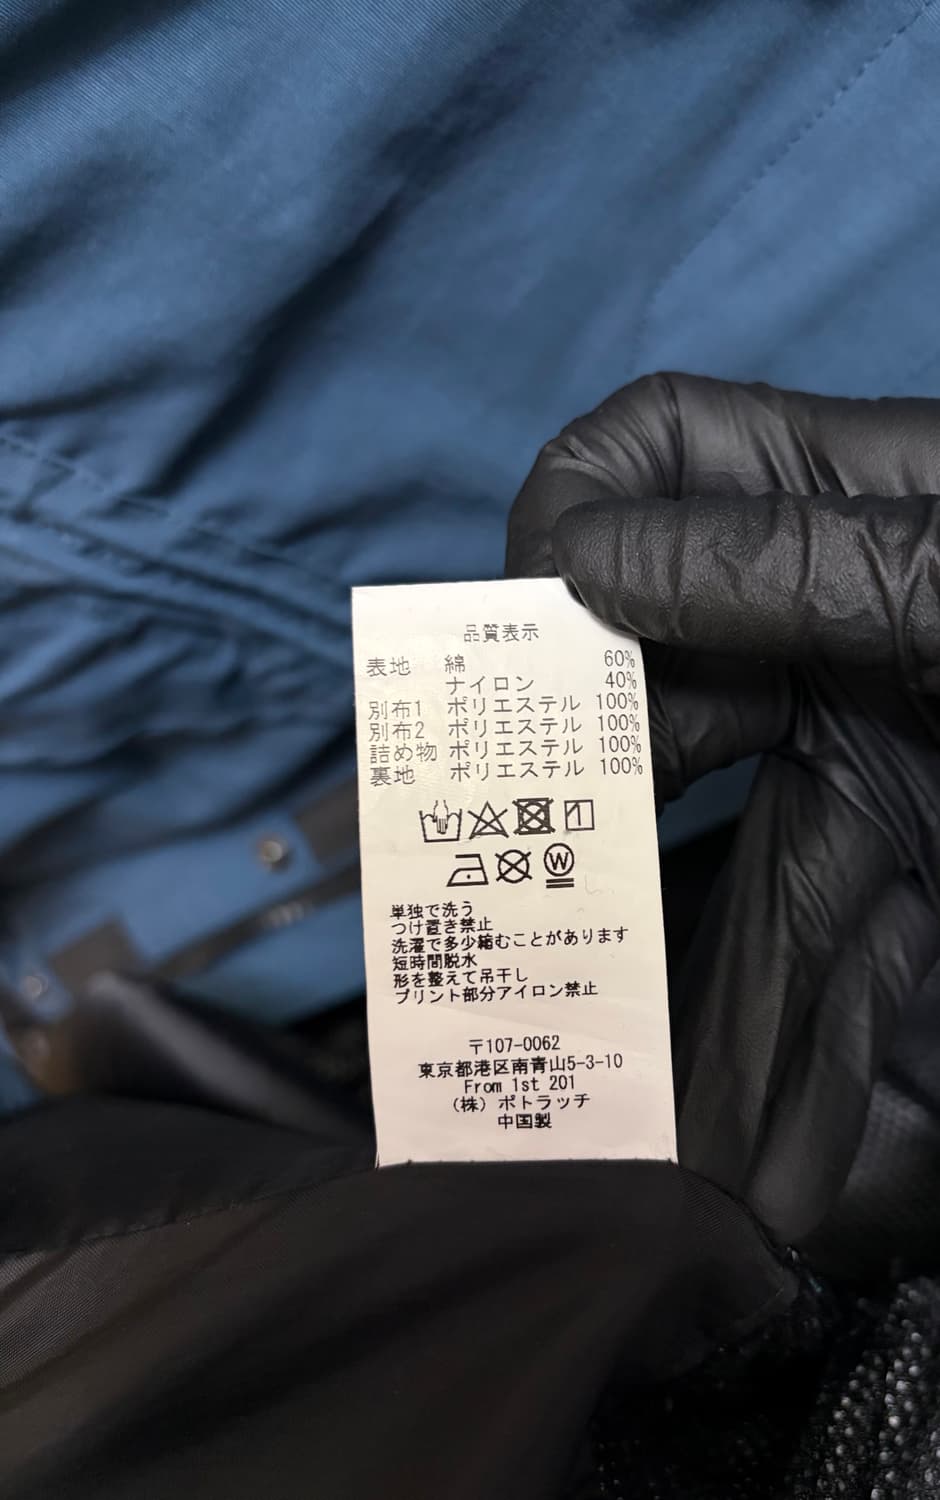 品質表示
表地 綿 60%
ナイロン 40%
別布1 ポリエステル 100%
別布2 ポリエステル 100%
詰め物 ポリエステル 100%
裏地 ポリエステル 100%
W
単独で洗う
つけ置き禁止
洗濯で多少縮むことがあります
短時間脱水
形を整えて吊干し
プリント部分アイロン禁止
〒107-0062
東京都港区南青山5-3-10
From 1st 201
(株) ポトラッチ
中国製